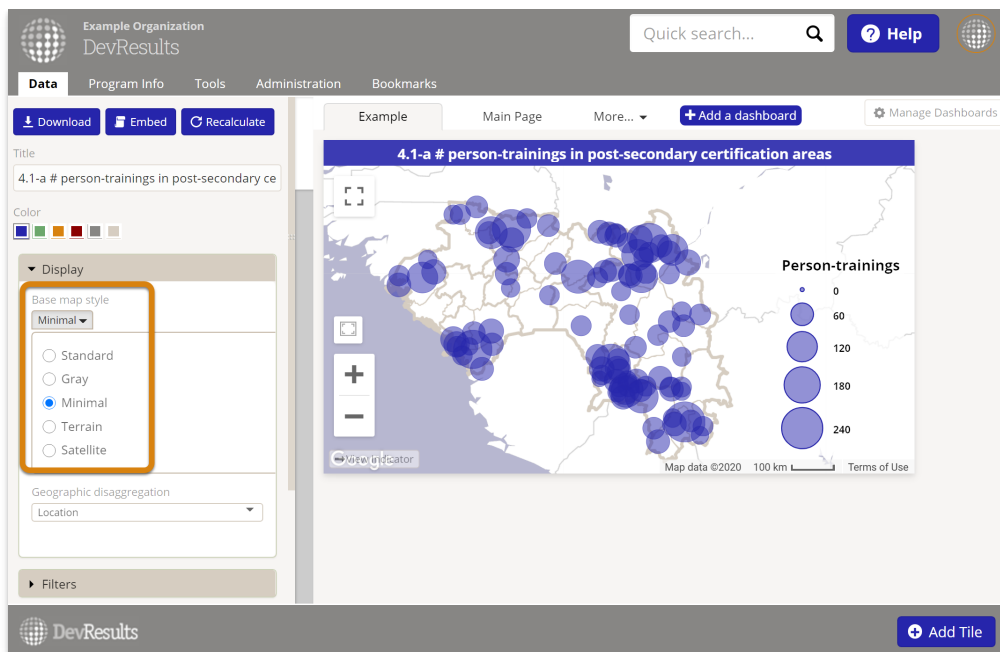 Example Organization
DevResults
Quick search...
Help
Data
Program Info
Tools
Administration
Bookmarks
Download
Embed
Recalculate
Example
Main Page
More...
Add a dashboard
Manage Dashboards
Title
4.1-a # person-trainings in post-secondary ce
4.1-a # person-trainings in post-secondary certification areas
Color
Display
Base map style
Minimal
Standard
Gray
Minimal
Terrain
Satellite
Geographic disaggregation
Location
Filters
Person-trainings
0
60
120
180
240
Google
View indicator
Map data ©2020
100 km
Terms of Use
DevResults
Add Tile